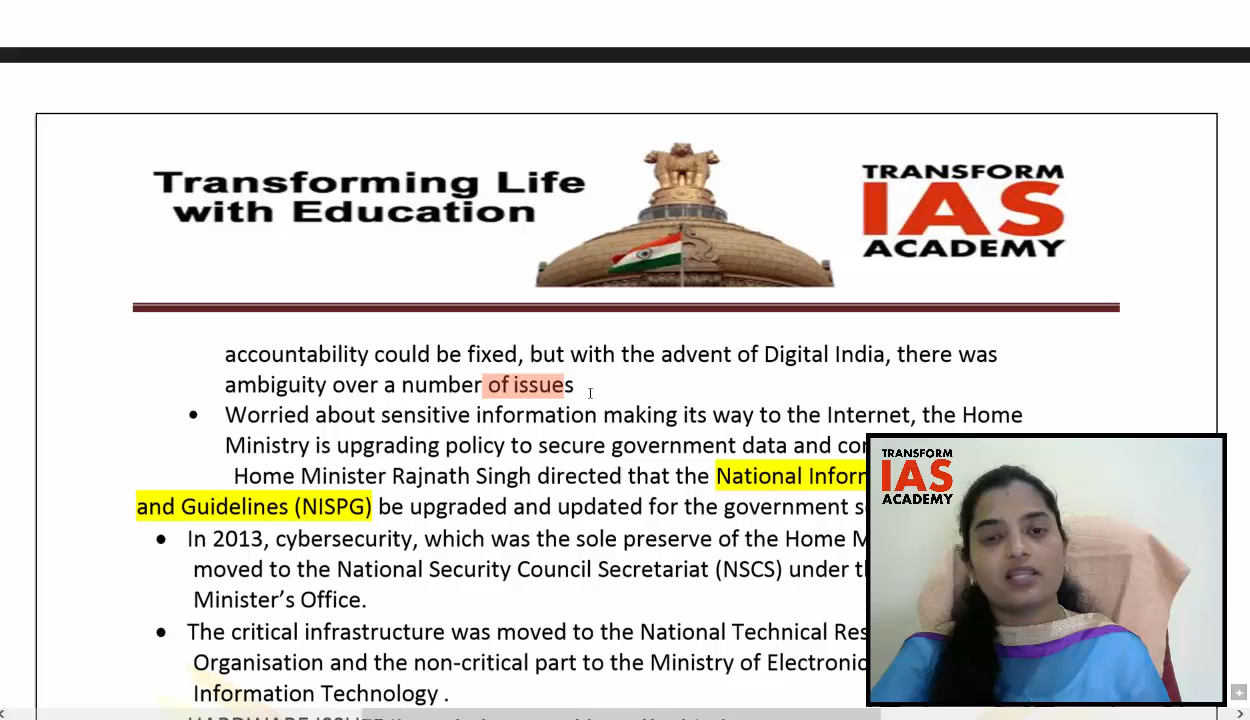 Transforming Life
with Education
TRANSFORM
IAS
ACADEMY
accountability could be fixed, but with the advent of Digital India, there was
ambiguity over a number of issues
• Worried about sensitive information making its way to the Internet, the Home
Ministry is upgrading policy to secure government data and
Home Minister Rajnath Singh directed that the National
and Guidelines (NISPG) be upgraded and updated for the government
• In 2013, cybersecurity, which was the sole preserve of the Home
moved to the National Security Council Secretariat (NSCS) under
Minister’s Office.
• The critical infrastructure was moved to the National Technical
Organisation and the non-critical part to the Ministry of
Information Technology .
TRANSFORM
IAS
ACADEMY